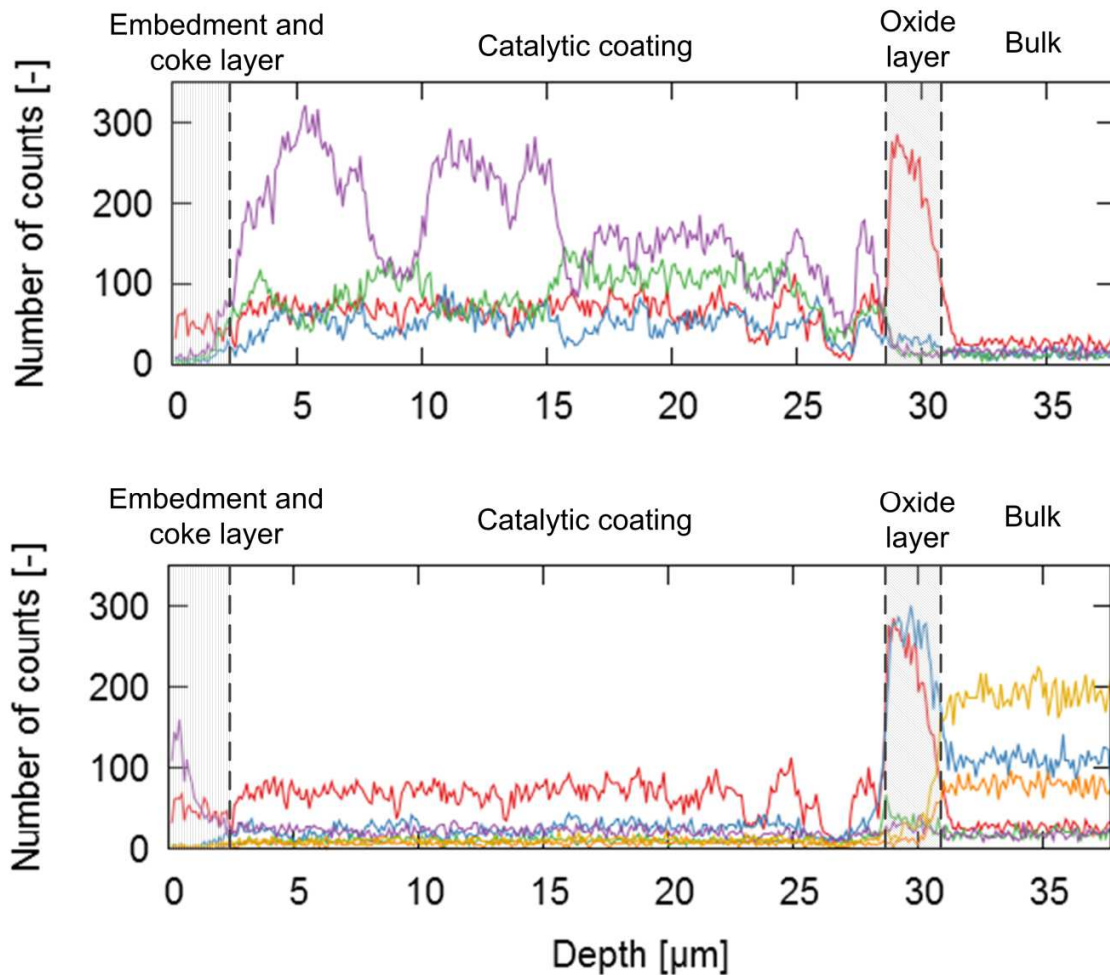 Embedment and
coke layer
Catalytic coating
Oxide
layer
Bulk
Number of counts [-]
300
200
100
0
0 5 10 15 20 25 30 35
Embedment and
coke layer
Catalytic coating
Oxide
layer
Bulk
Number of counts [-]
300
200
100
0
0 5 10 15 20 25 30 35
Depth [µm]